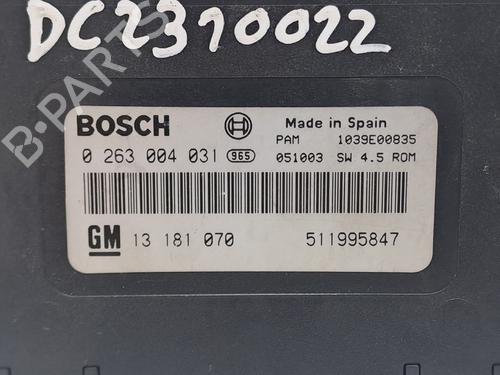 DC2310022
BOSCH
Made in Spain
PAM 1039E00835
0 263 004 031 965 051003 SW 4.5 ROM
GM 13 181 070 511995847
B-PARTS